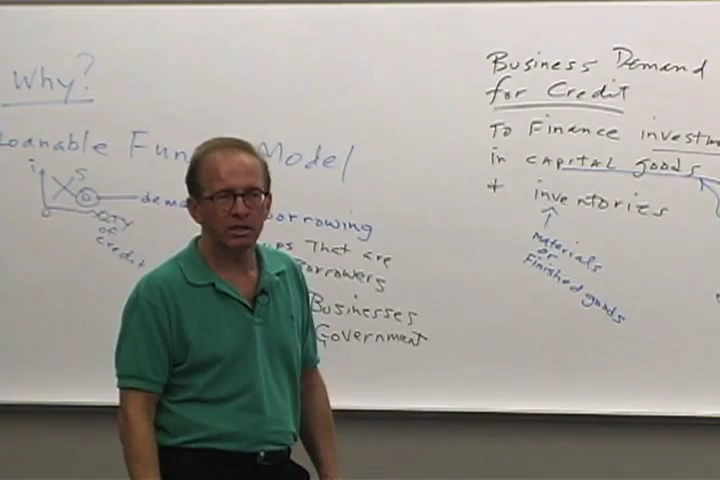 Why?
Loanable Fun Model
i
S
D
QTY
of
credit
dema borrowing
ps That are
Borrowers
Businesses
Government
Business Demand
for Credit
To Finance investm
in capital goods
+ inventories
materials
or
Finished goods